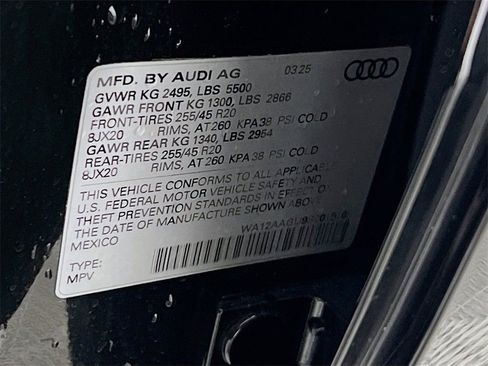 MFD. BY AUDI AG 03.25
GVWR KG 2495, LBS 5500
GAWR FRONT KG 1300, LBS 2866
FRONT-TIRES 255/45 R20
8JX20 RIMS, AT 260 KPA 38 PSI COLD
GAWR REAR KG 1340, LBS 2954
REAR-TIRES 255/45 R20
8JX20 RIMS, AT 260 KPA 38 PSI COLD
THIS VEHICLE CONFORMS TO ALL APPLICABLE
U.S. FEDERAL MOTOR VEHICLE SAFETY AND
THEFT PREVENTION STANDARDS IN EFFECT ON
THE DATE OF MANUFACTURE SHOWN ABOVE.
MEXICO
TYPE:
MPV